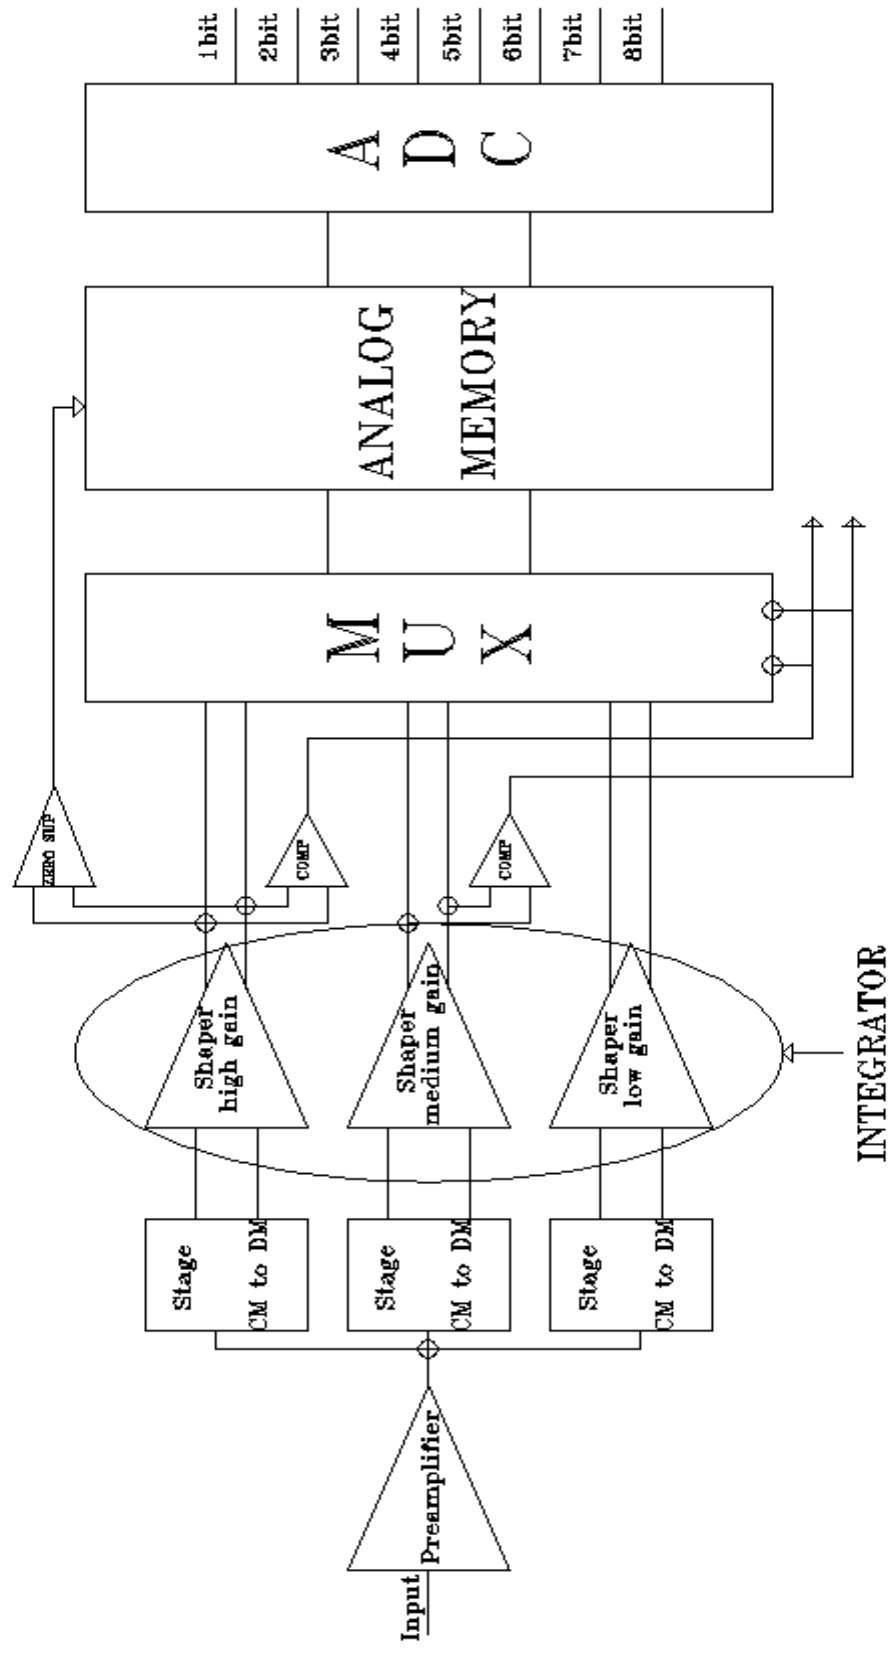 Input
Preamplifier
Stage
CM to DM
Stage
CM to DM
Stage
CM to DM
Shaper
high gain
Shaper
medium gain
Shaper
low gain
INTEGRATOR
ZERO SUP
COMP
COMP
M
U
X
ANALOG
MEMORY
A
D
C
1bit
2bit
3bit
4bit
5bit
6bit
7bit
8bit